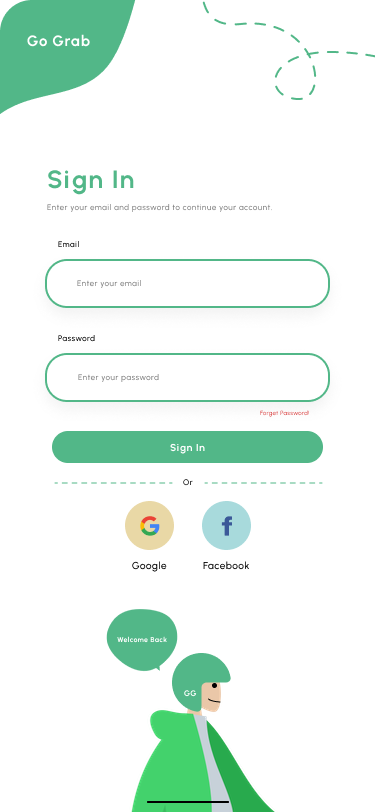 Go Grab
Sign In
Enter your email and password to continue your account.
Email
Enter your email
Password
Enter your password
Forget Password!
Sign In
Or
Google
Facebook
Welcome Back
GG